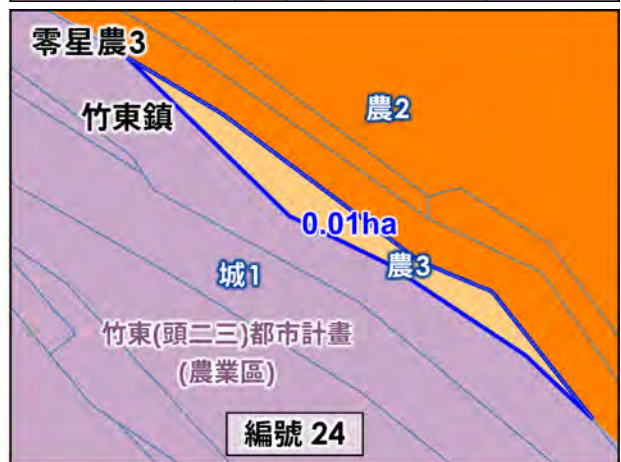 零星農3
竹東鎮
農2
0.01ha
農3
城1
竹東(頭二三)都市計畫
(農業區)
編號 24